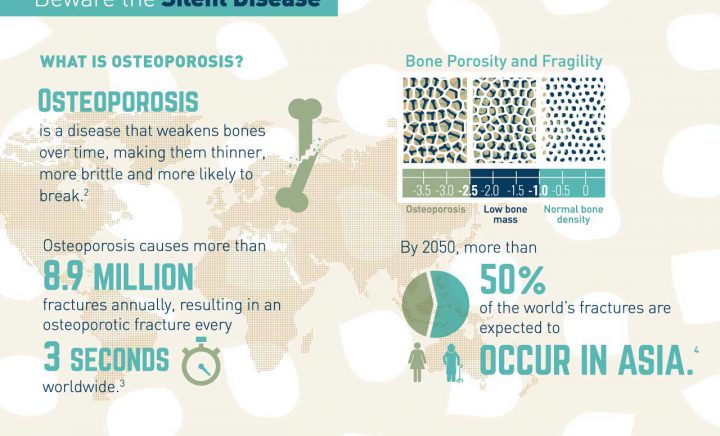 Beware the Silent Disease
WHAT IS OSTEOPOROSIS?
OSTEOPOROSIS
is a disease that weakens bones
over time, making them thinner,
more brittle and more likely to
break.²
Bone Porosity and Fragility
-3.5 -3.0 -2.5 -2.0 -1.5 -1.0 -0.5 0
Osteoporosis
Low bone
mass
Normal bone
density
Osteoporosis causes more than
8.9 MILLION
fractures annually, resulting in an
osteoporotic fracture every
3 SECONDS
worldwide.³
By 2050, more than
50%
of the world's fractures are
expected to
OCCUR IN ASIA.⁴